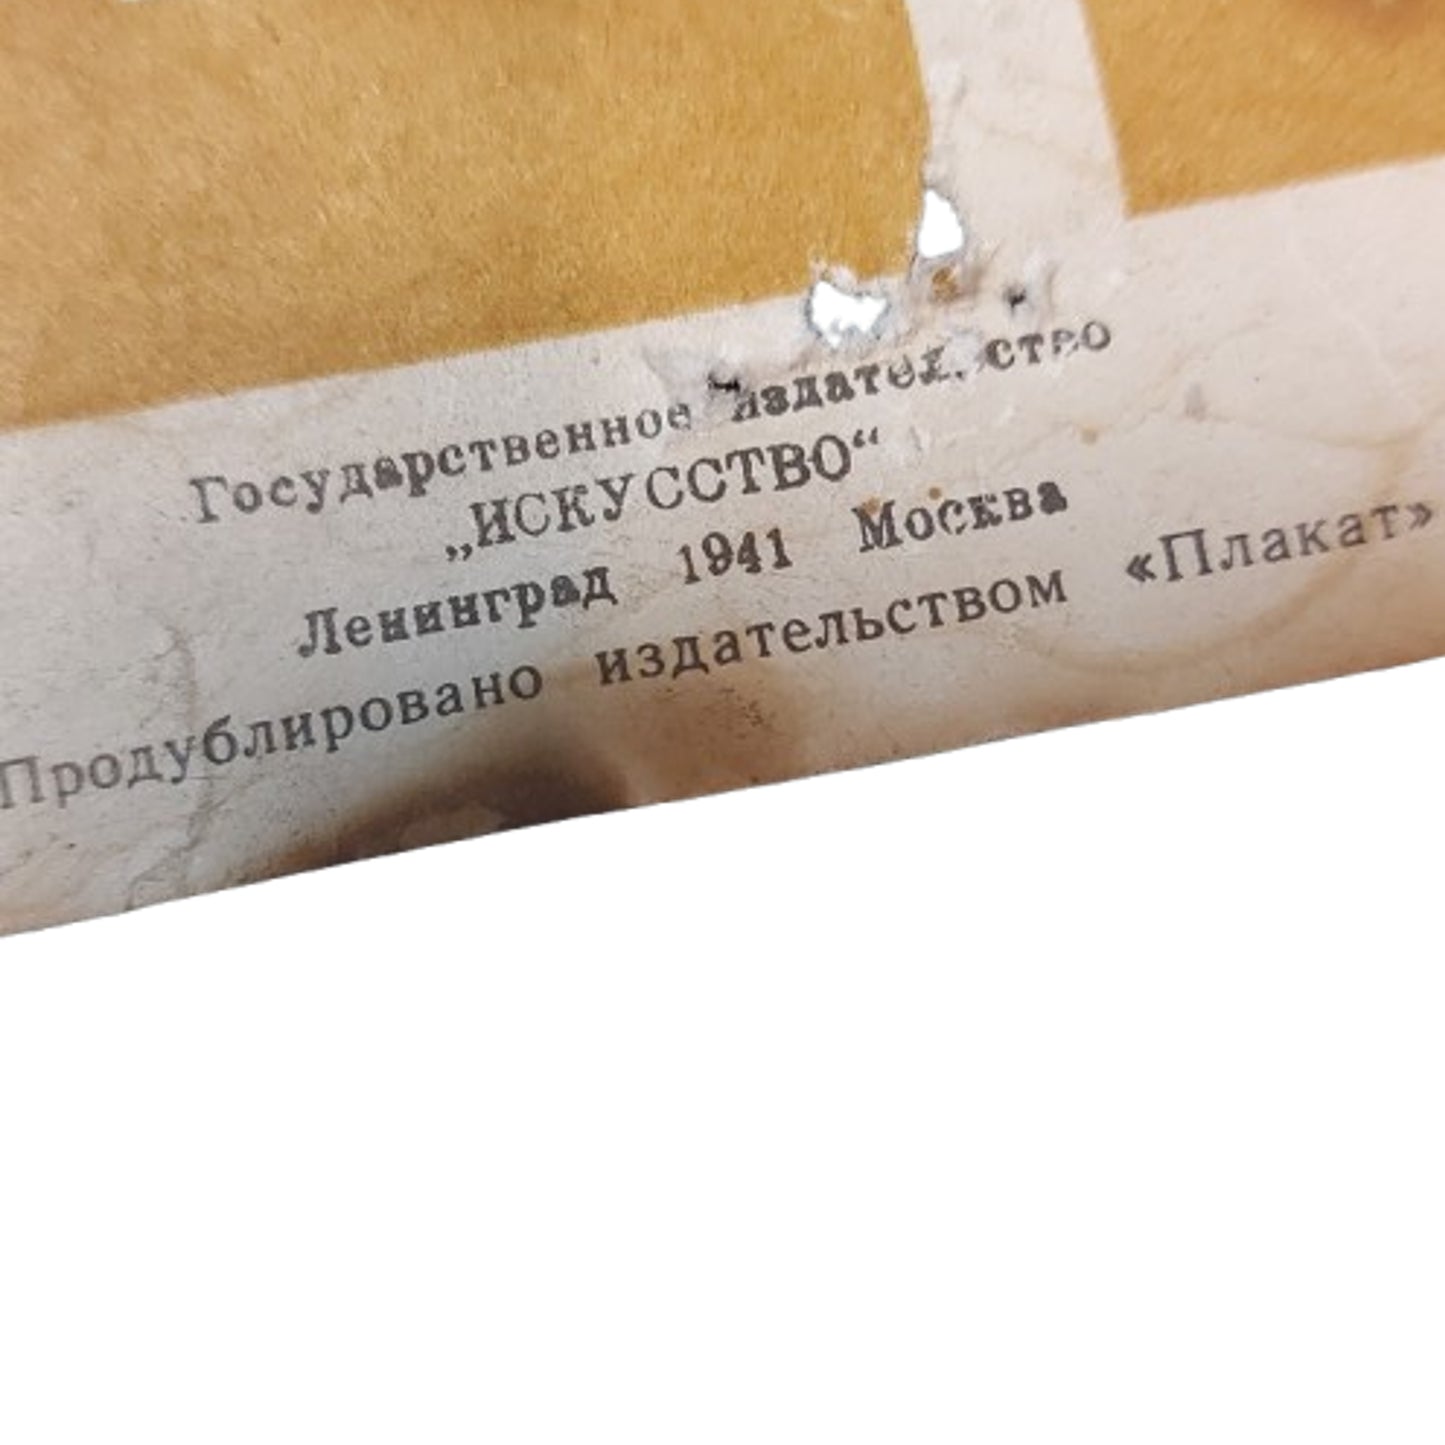 Государственное издательство
„ИСКУССТВО“
Ленинград 1941 Москва
Продублировано издательством «Плакат»